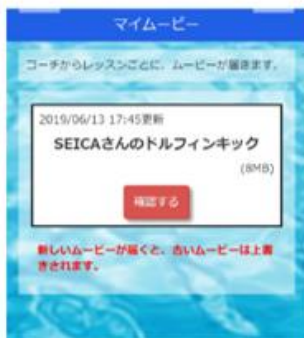 マイムービー
コーチからレッスンごとに、ムービーが届きます。
2019/06/13 17:45更新
SEICAさんのドルフィンキック
(8MB)
確認する
新しいムービーが届くと、古いムービーは上書
きされます。